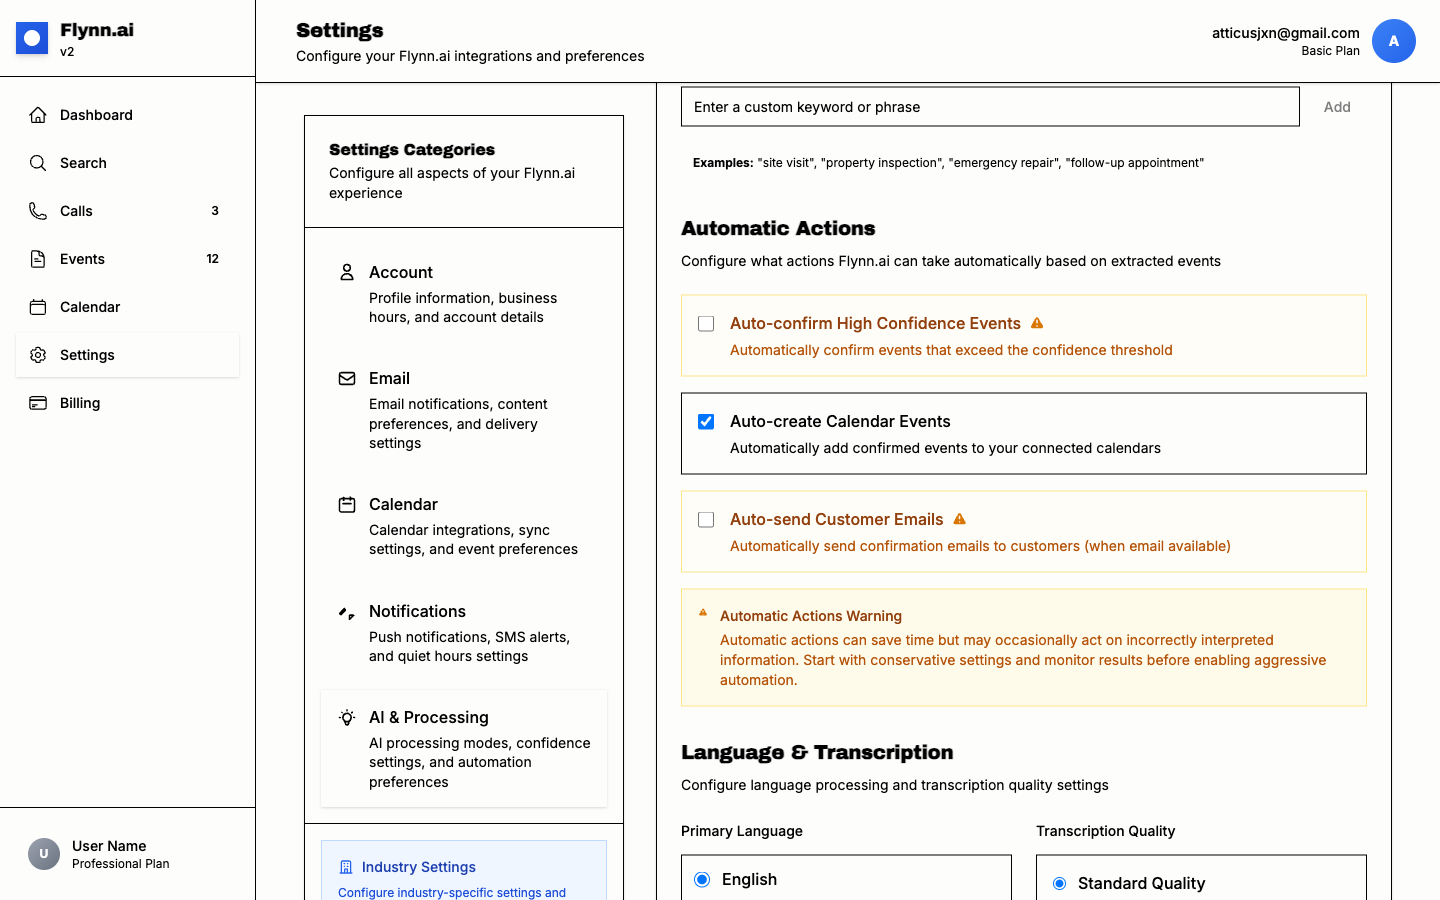 Flynn.ai
v2
Dashboard
Search
Calls
3
Events
12
Calendar
Settings
Billing
U
User Name
Professional Plan
Settings
Configure your Flynn.ai integrations and preferences
atticusjxn@gmail.com
Basic Plan
A
Settings Categories
Configure all aspects of your Flynn.ai
experience
Account
Profile information, business
hours, and account details
Email
Email notifications, content
preferences, and delivery
settings
Calendar
Calendar integrations, sync
settings, and event preferences
Notifications
Push notifications, SMS alerts,
and quiet hours settings
AI & Processing
AI processing modes, confidence
settings, and automation
preferences
Industry Settings
Configure industry-specific settings and
Enter a custom keyword or phrase
Add
Examples: "site visit", "property inspection", "emergency repair", "follow-up appointment"
Automatic Actions
Configure what actions Flynn.ai can take automatically based on extracted events
Auto-confirm High Confidence Events
Automatically confirm events that exceed the confidence threshold
Auto-create Calendar Events
Automatically add confirmed events to your connected calendars
Auto-send Customer Emails
Automatically send confirmation emails to customers (when email available)
Automatic Actions Warning
Automatic actions can save time but may occasionally act on incorrectly interpreted
information. Start with conservative settings and monitor results before enabling aggressive
automation.
Language & Transcription
Configure language processing and transcription quality settings
Primary Language
English
Transcription Quality
Standard Quality